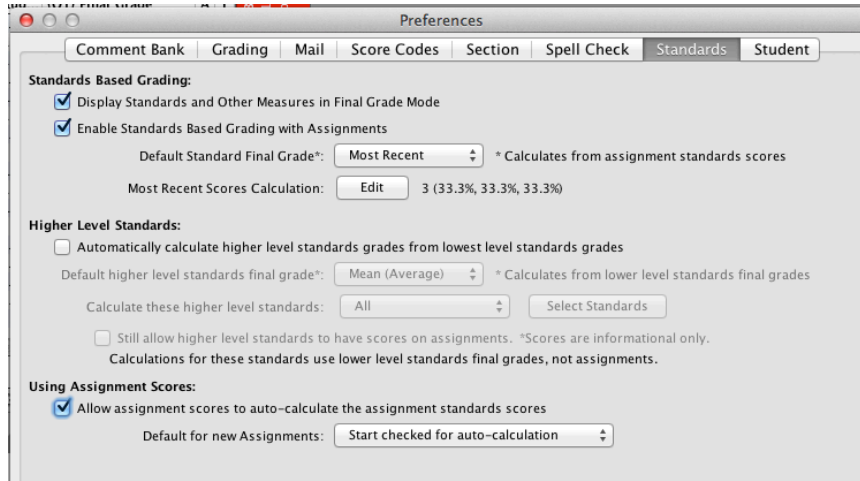 Preferences
Comment Bank Grading Mail Score Codes Section Spell Check Standards Student
Standards Based Grading:
Display Standards and Other Measures in Final Grade Mode
Enable Standards Based Grading with Assignments
Default Standard Final Grade*: Most Recent * Calculates from assignment standards scores
Most Recent Scores Calculation: Edit 3 (33.3%, 33.3%, 33.3%)
Higher Level Standards:
Automatically calculate higher level standards grades from lowest level standards grades
Default higher level standards final grade*: Mean (Average) * Calculates from lower level standards final grades
Calculate these higher level standards: All Select Standards
Still allow higher level standards to have scores on assignments. *Scores are informational only.
Calculations for these standards use lower level standards final grades, not assignments.
Using Assignment Scores:
Allow assignment scores to auto-calculate the assignment standards scores
Default for new Assignments: Start checked for auto-calculation